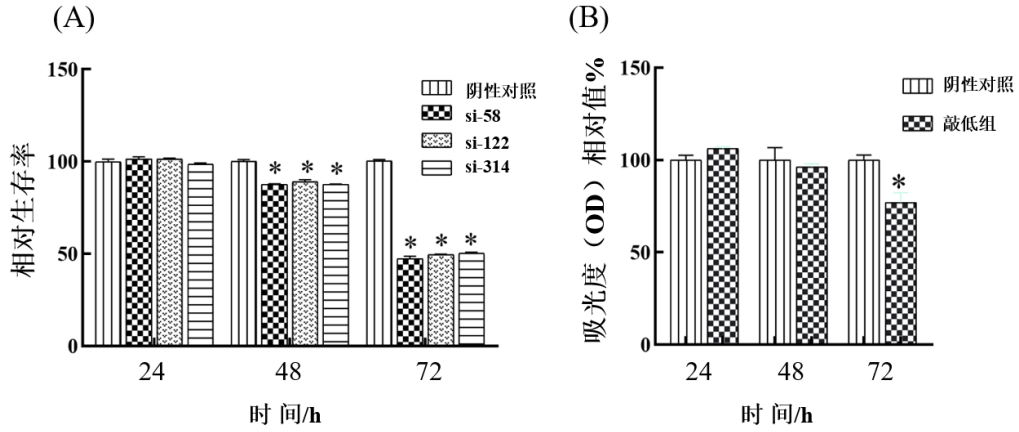 (A)
相对生存率
150
100
50
0
阴性对照
si-58
si-122
si-314
* * *
* * *
24 48 72
时 间/h
(B)
吸光度（OD）相对值%
150
100
50
0
阴性对照
敲低组
*
24 48 72
时 间/h